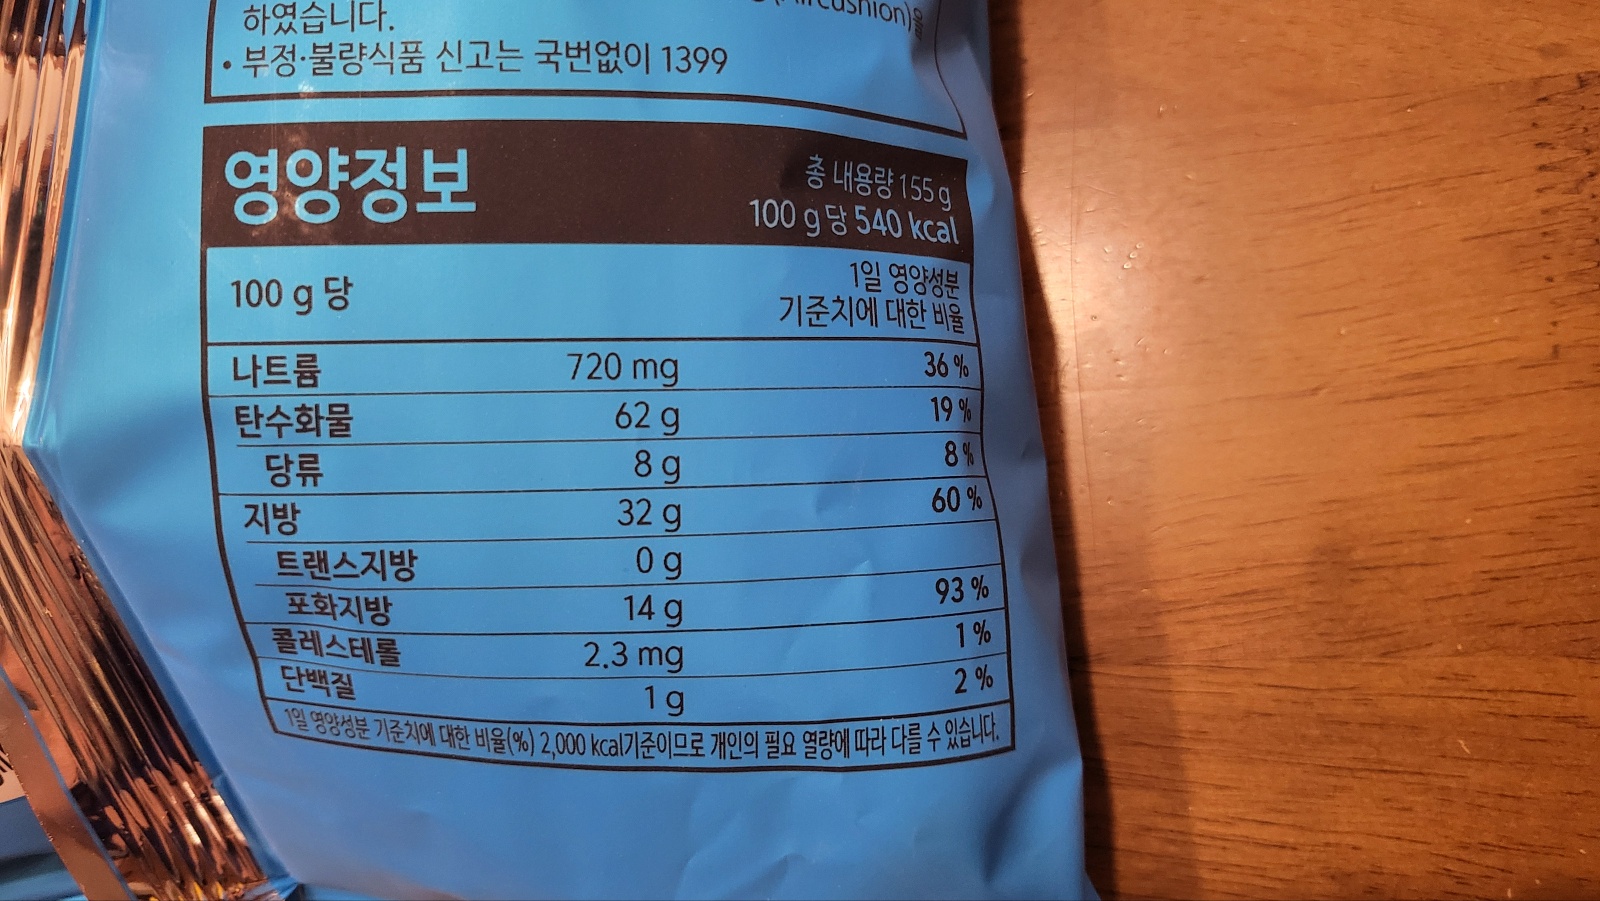 하였습니다.
• 부정·불량식품 신고는 국번없이 1399
영양정보
총 내용량 155 g
100 g당 540 kcal
100 g 당
1일 영양성분
기준치에 대한 비율
나트륨 720 mg 36 %
탄수화물 62 g 19 %
당류 8 g 8 %
지방 32 g 60 %
트랜스지방 0 g
포화지방 14 g 93 %
콜레스테롤 2.3 mg 1 %
단백질 1 g 2 %
1일 영양성분 기준치에 대한 비율(%) 2,000 kcal기준이므로 개인의 필요 열량에 따라 다를 수 있습니다.